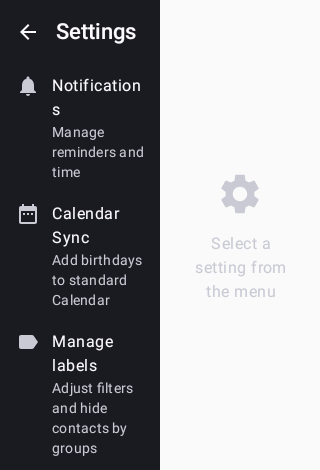 Settings
Notification
s
Manage
reminders and
time
Calendar
Sync
Add birthdays
to standard
Calendar
Manage
labels
Adjust filters
and hide
contacts by
groups
Select a
setting from
the menu